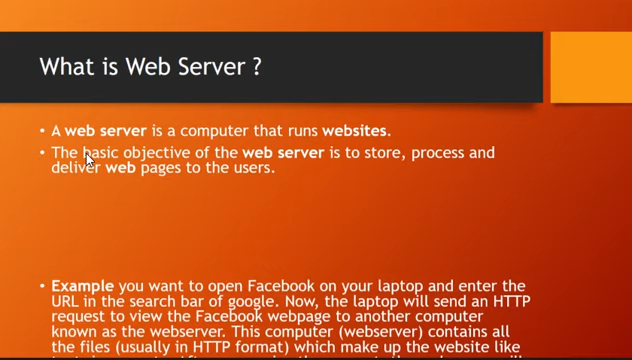 What is Web Server ?
• A web server is a computer that runs websites.
• The basic objective of the web server is to store, process and
deliver web pages to the users.
• Example you want to open Facebook on your laptop and enter the
URL in the search bar of google. Now, the laptop will send an HTTP
request to view the Facebook webpage to another computer
known as the webserver. This computer (webserver) contains all
the files (usually in HTTP format) which make up the website like